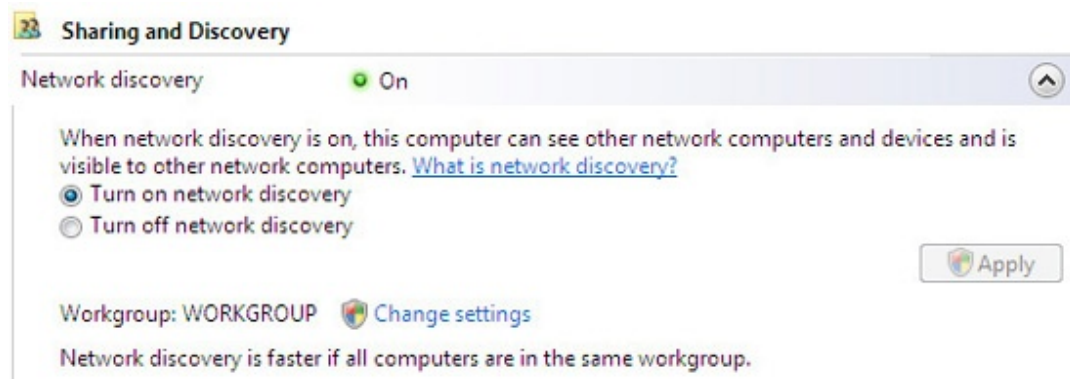 Sharing and Discovery
Network discovery On
When network discovery is on, this computer can see other network computers and devices and is
visible to other network computers. What is network discovery?
Turn on network discovery
Turn off network discovery
Apply
Workgroup: WORKGROUP Change settings
Network discovery is faster if all computers are in the same workgroup.